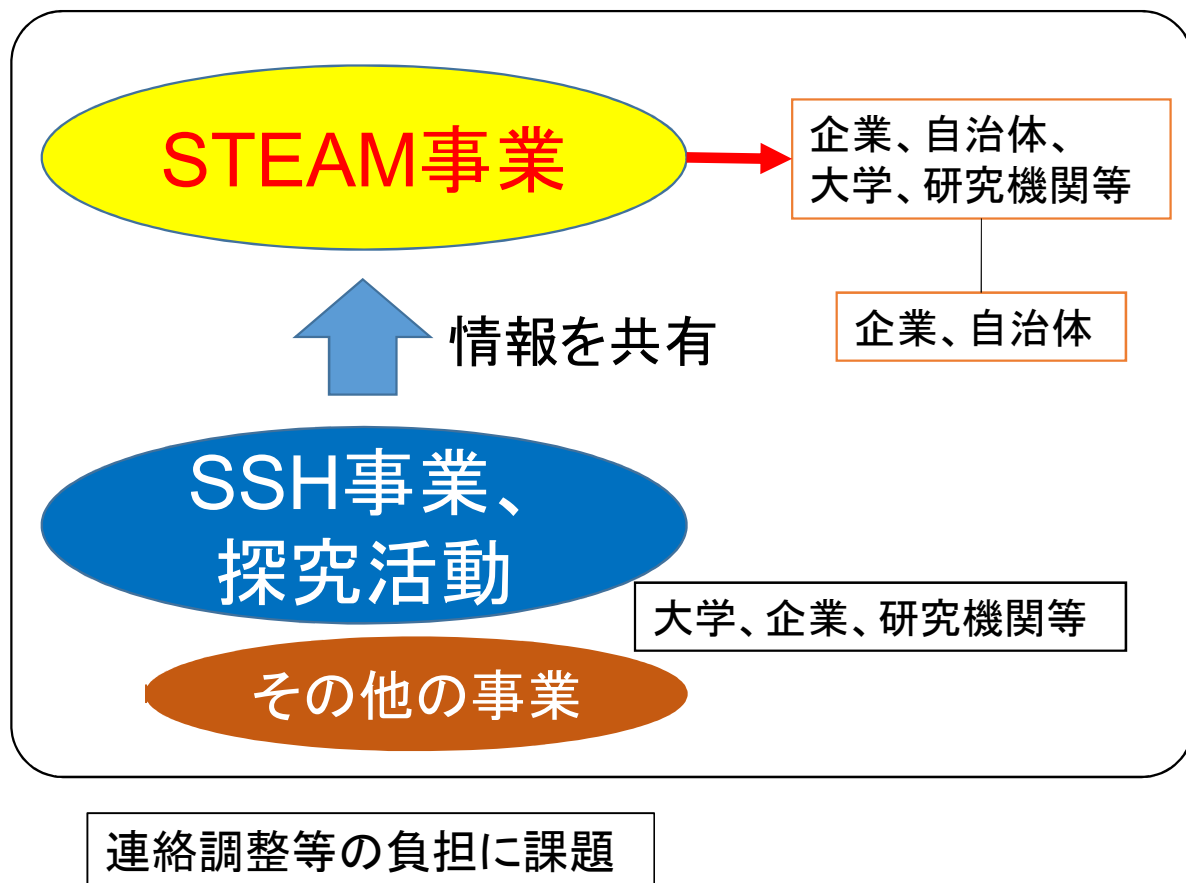 STEAM事業
企業、自治体、
大学、研究機関等
情報を共有
企業、自治体
SSH事業、
探究活動
大学、企業、研究機関等
その他の事業
連絡調整等の負担に課題